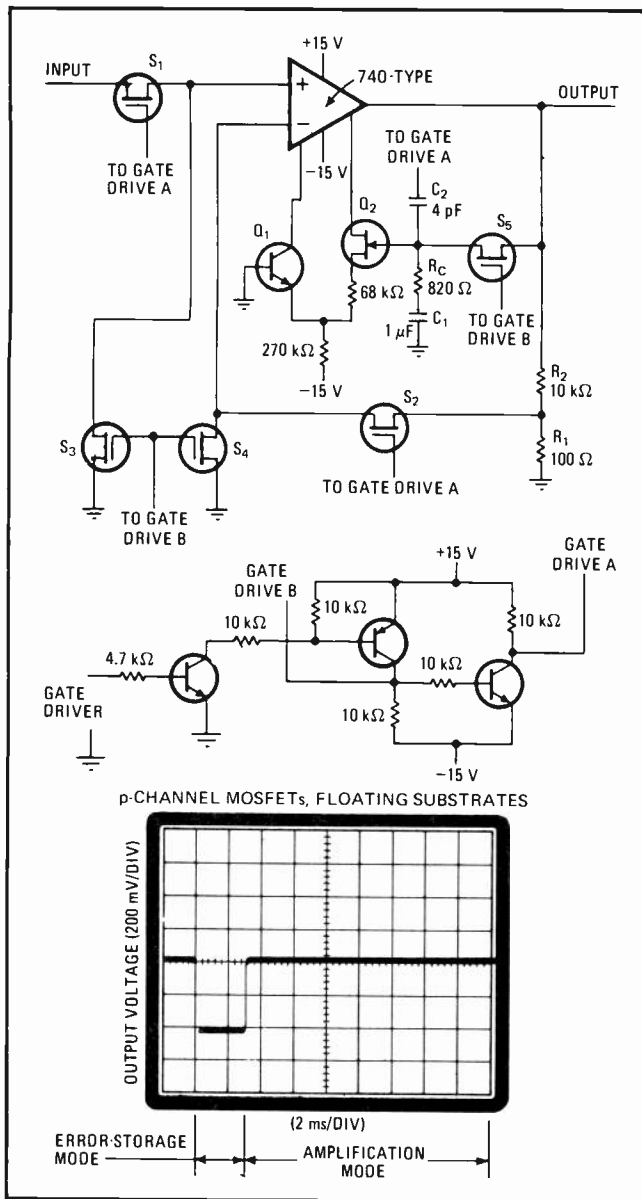 +15 V
S1
INPUT
740-TYPE
+
−
OUTPUT
TO GATE
DRIVE A
−15 V
TO GATE
DRIVE A
C2
4 pF
Q2
S5
Q1
RC
820 Ω
68 kΩ
C1
1 μF
TO GATE
DRIVE B
270 kΩ
−15 V
R2
10 kΩ
S2
R1
100 Ω
S3
S4
TO GATE DRIVE A
TO GATE
DRIVE B
+15 V
GATE
DRIVE A
GATE
DRIVE B
10 kΩ
10 kΩ
10 kΩ
4.7 kΩ
10 kΩ
GATE
DRIVER
10 kΩ
−15 V
p-CHANNEL MOSFETs, FLOATING SUBSTRATES
OUTPUT VOLTAGE (200 mV/DIV)
(2 ms/DIV)
ERROR-STORAGE
MODE
AMPLIFICATION
MODE